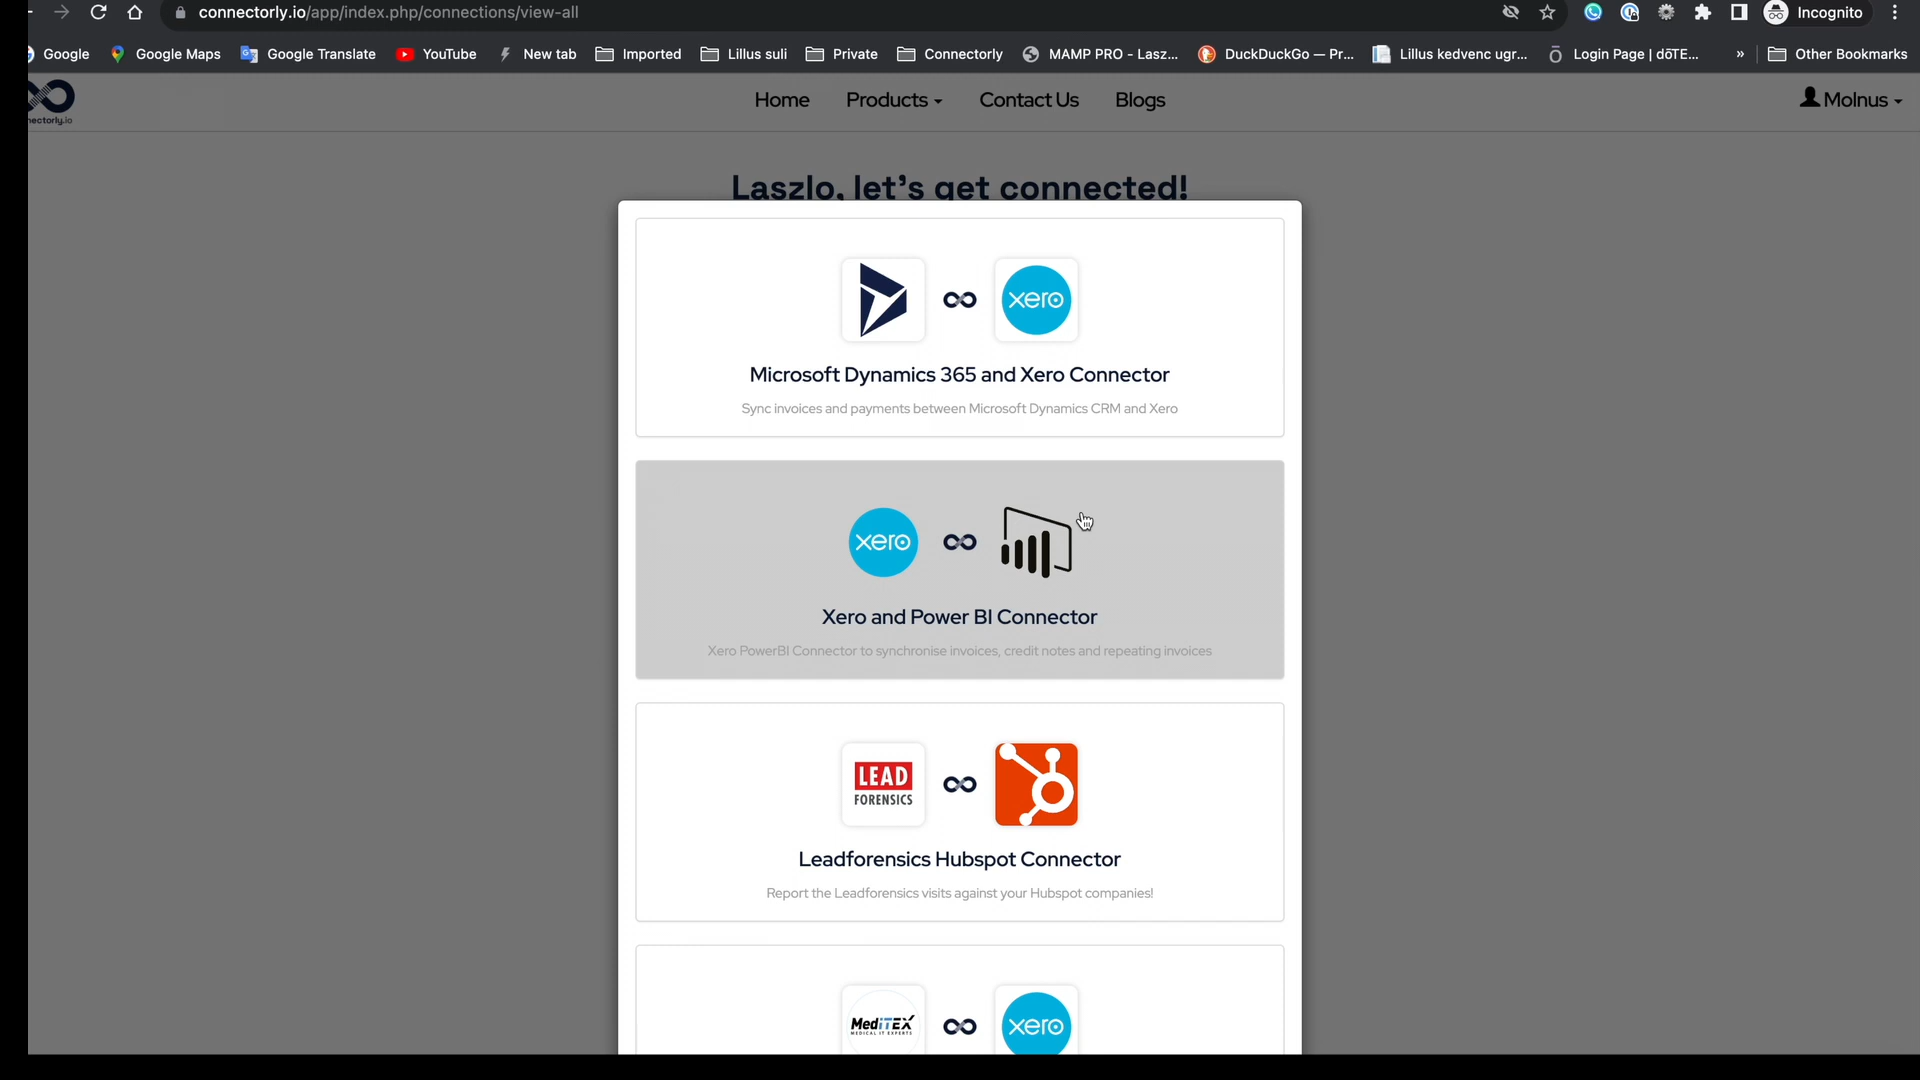 connectorly.io/app/index.php/connections/view-all
Incognito
Google
Google Maps
Google Translate
YouTube
New tab
Imported
Lillus suli
Private
Connectorly
MAMP PRO - Lasz...
DuckDuckGo — Pr...
Lillus kedvenc ugr...
Login Page | dōTE...
»
Other Bookmarks
Home
Products
Contact Us
Blogs
Molnus
Laszlo, let's get connected!
xero
Microsoft Dynamics 365 and Xero Connector
Sync invoices and payments between Microsoft Dynamics CRM and Xero
xero
Xero and Power BI Connector
Xero PowerBI Connector to synchronise invoices, credit notes and repeating invoices
LEAD
FORENSICS
Leadforensics Hubspot Connector
Report the Leadforensics visits against your Hubspot companies!
MedITEX
MEDICAL IT EXPERTS
xero